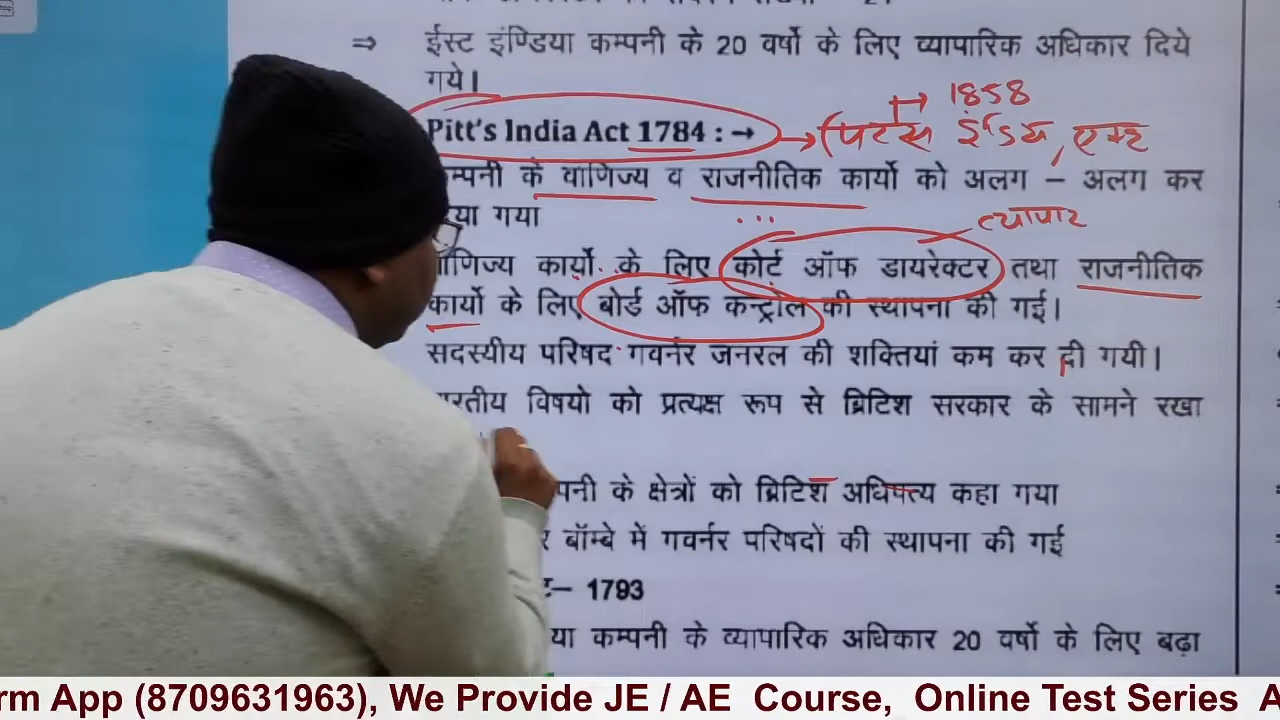 ⇒ ईस्ट इंण्डिया कम्पनी के 20 वर्षो के लिए व्यापारिक अधिकार दिये
गये।
1858
Pitt's India Act 1784 : →
म्पनी के वाणिज्य व राजनीतिक कार्यो को अलग – अलग कर
या गया
व्यापार
कार्यो के लिए कोर्ट ऑफ डायरेक्टर तथा राजनीतिक
कार्यो के लिए बोर्ड ऑफ कन्ट्रोल की स्थापना की गई।
सदस्यीय परिषद गवर्नर जनरल की शक्तियां कम कर दी गयी।
रतीय विषयो को प्रत्यक्ष रूप से ब्रिटिश सरकार के सामने रखा
पनी के क्षेत्रों को ब्रिटिश अधिपत्य कहा गया
बॉम्बे में गवर्नर परिषदों की स्थापना की गई
– 1793
या कम्पनी के व्यापारिक अधिकार 20 वर्षो के लिए बढ़ा
rm App (8709631963), We Provide JE / AE Course, Online Test Series A